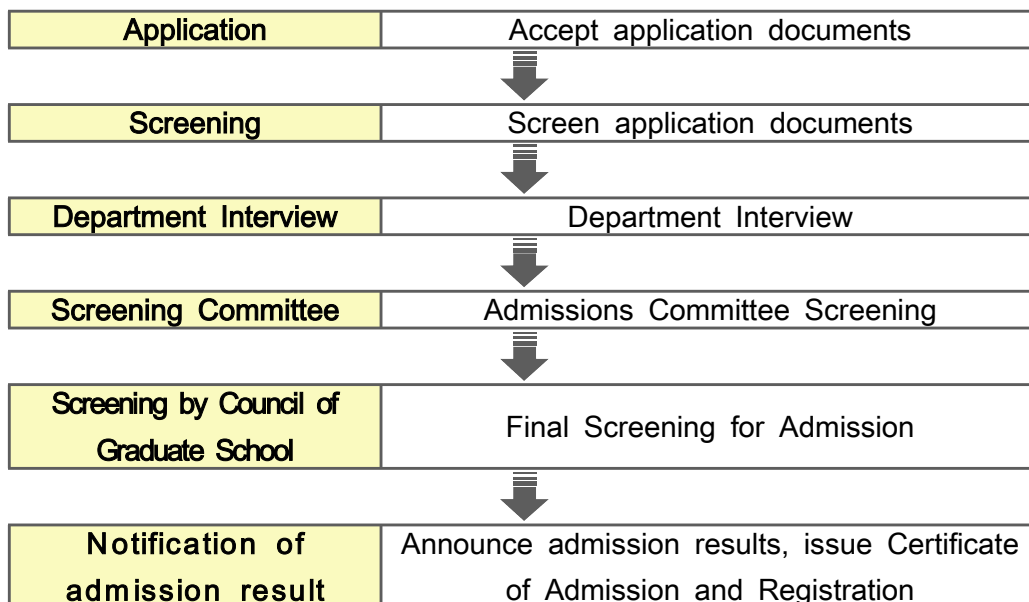 Application
Accept application documents
Screening
Screen application documents
Department Interview
Department Interview
Screening Committee
Admissions Committee Screening
Screening by Council of
Graduate School
Final Screening for Admission
Notification of
admission result
Announce admission results, issue Certificate
of Admission and Registration